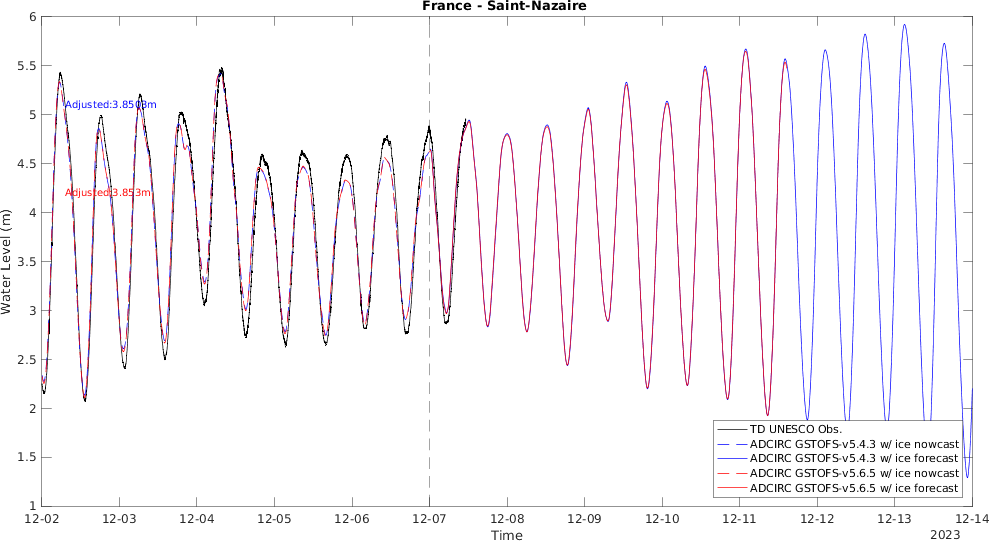 France - Saint-Nazaire
6
5.5
5
4.5
4
3.5
3
2.5
2
1.5
1
Water Level (m)
Adjusted:3.8503m
Adjusted:3.853m
TD UNESCO Obs.
ADCIRC GSTOFS-v5.4.3 w/ ice nowcast
ADCIRC GSTOFS-v5.4.3 w/ ice forecast
ADCIRC GSTOFS-v5.6.5 w/ ice nowcast
ADCIRC GSTOFS-v5.6.5 w/ ice forecast
12-02 12-03 12-04 12-05 12-06 12-07 12-08 12-09 12-10 12-11 12-12 12-13 12-14
Time
2023